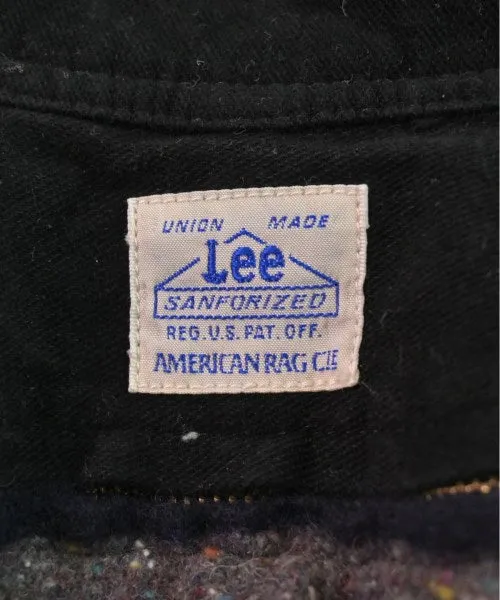 UNION MADE
Lee
SANFORIZED
REG. U.S. PAT. OFF.
AMERICAN RAG CIE